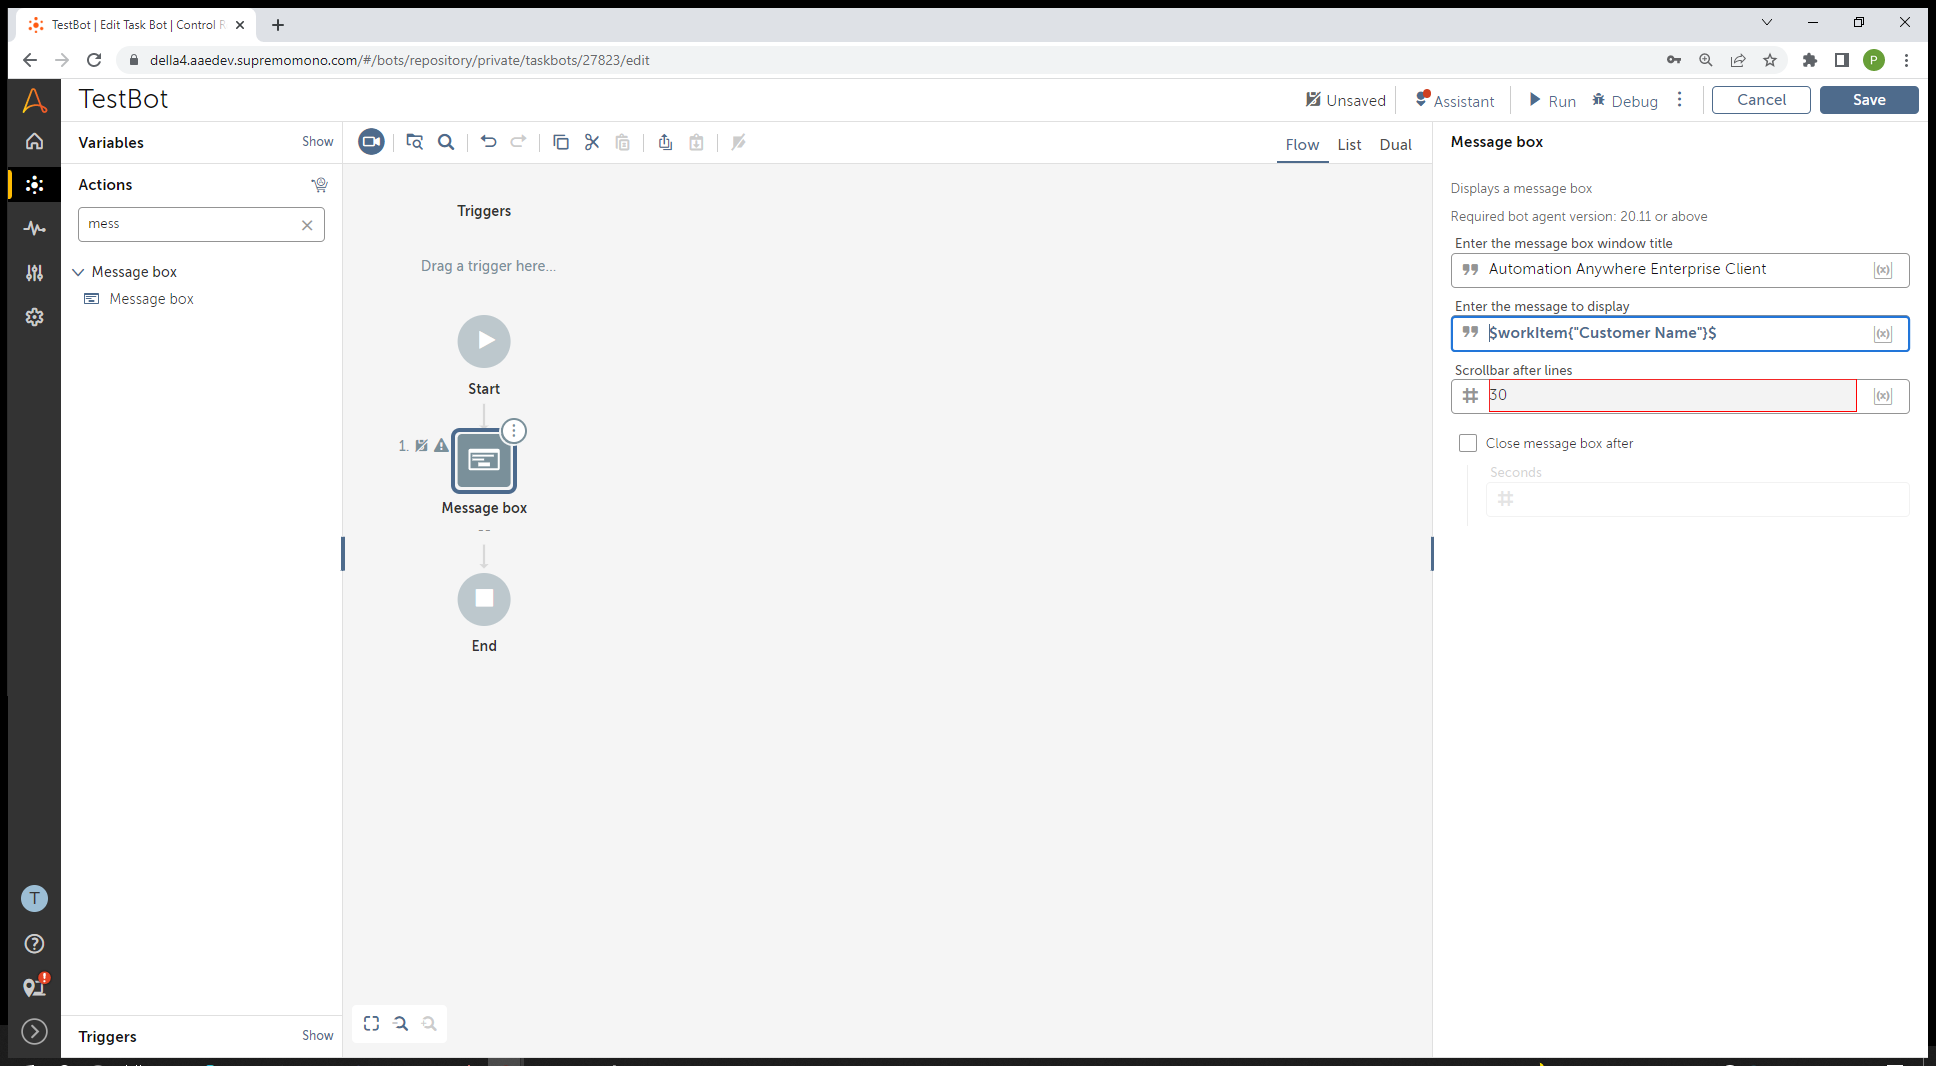 TestBot | Edit Task Bot | Control R
della4.aaedev.supremomono.com/#/bots/repository/private/taskbots/27823/edit
P
TestBot
Unsaved
Assistant
Run
Debug
Cancel
Save
Variables
Show
Actions
mess
Message box
Message box
Flow
List
Dual
Triggers
Drag a trigger here...
Start
1.
Message box
--
End
Message box
Displays a message box
Required bot agent version: 20.11 or above
Enter the message box window title
Automation Anywhere Enterprise Client
(x)
Enter the message to display
$workItem{"Customer Name"}$
(x)
Scrollbar after lines
30
(x)
Close message box after
Seconds
T
Triggers
Show